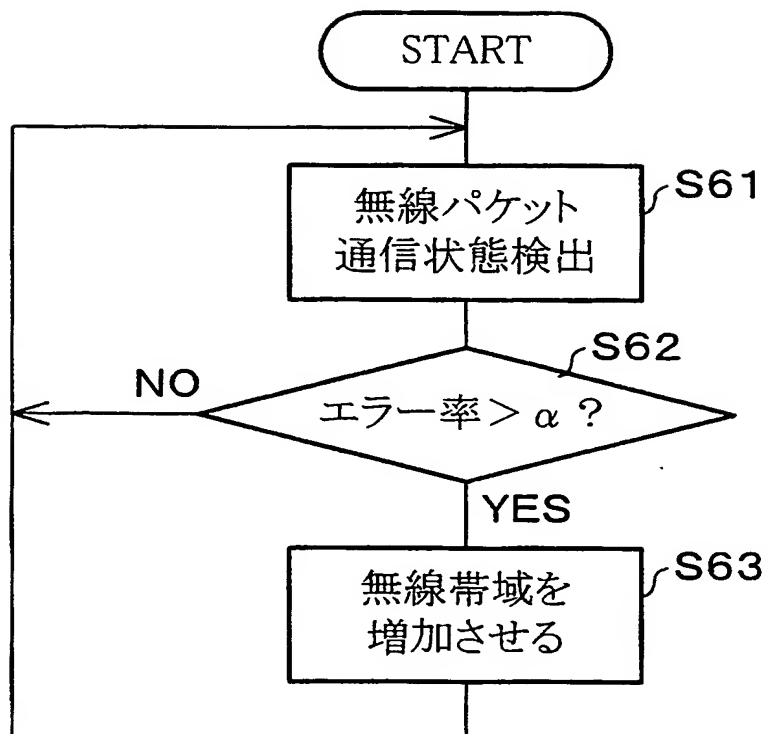 START
無線パケット
通信状態検出
S61
エラー率＞α？
S62
NO
YES
無線帯域を
増加させる
S63